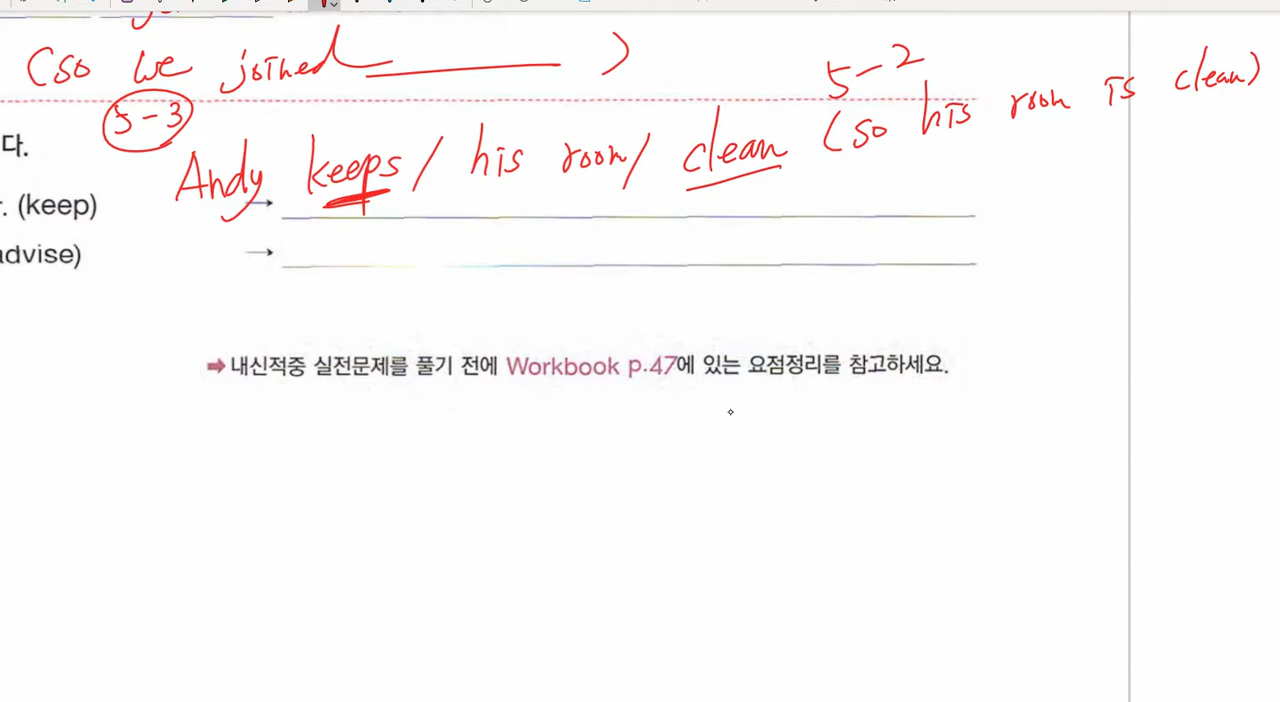 (so we joined ________ )
5-2
5-3
다.
Andy keeps / his room / clean (so his room is clean)
r. (keep) →
advise) →
➡ 내신적중 실전문제를 풀기 전에 Workbook p.47에 있는 요점정리를 참고하세요.